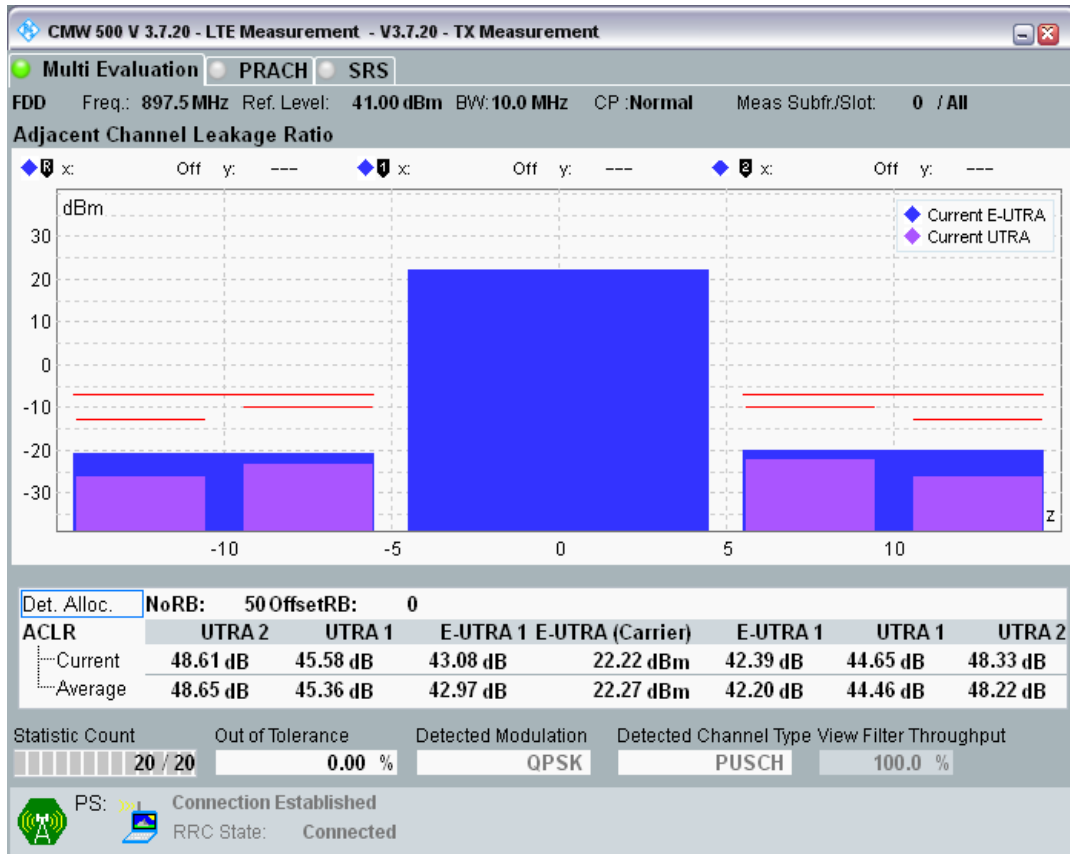 CMW 500 V 3.7.20 - LTE Measurement - V3.7.20 - TX Measurement
Multi Evaluation PRACH SRS
FDD Freq.: 897.5 MHz Ref. Level: 41.00 dBm BW: 10.0 MHz CP :Normal Meas Subfr./Slot: 0 / All
Adjacent Channel Leakage Ratio
R x: Off y: --- 1 x: Off y: --- 2 x: Off y: ---
dBm
Current E-UTRA
Current UTRA
30
20
10
0
-10
-20
-30
z
-10 -5 0 5 10
Det. Alloc. NoRB: 50 OffsetRB: 0
ACLR UTRA 2 UTRA 1 E-UTRA 1 E-UTRA (Carrier) E-UTRA 1 UTRA 1 UTRA 2
Current 48.61 dB 45.58 dB 43.08 dB 22.22 dBm 42.39 dB 44.65 dB 48.33 dB
Average 48.65 dB 45.36 dB 42.97 dB 22.27 dBm 42.20 dB 44.46 dB 48.22 dB
Statistic Count Out of Tolerance Detected Modulation Detected Channel Type View Filter Throughput
20 / 20 0.00 % QPSK PUSCH 100.0 %
PS: Connection Established
RRC State: Connected